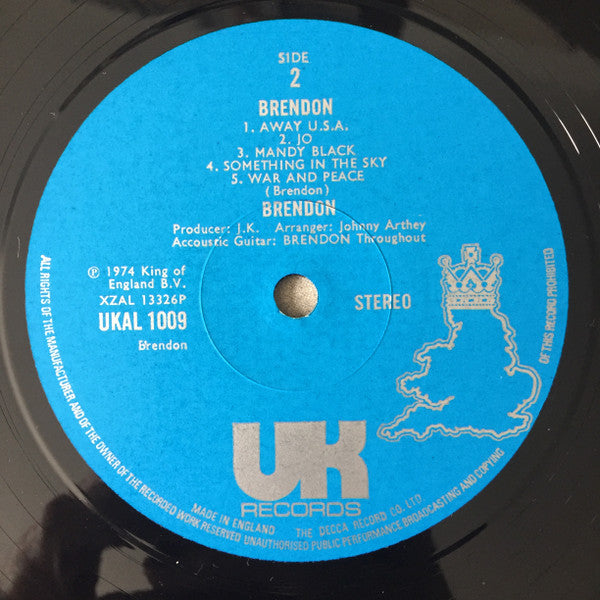 SIDE
2
BRENDON
1. AWAY U.S.A.
2. JO
3. MANDY BLACK
4. SOMETHING IN THE SKY
5. WAR AND PEACE
(Brendon)
BRENDON
Producer: J.K. Arranger: Johnny Arthey
Accoustic Guitar: BRENDON Throughout
℗ 1974 King of
England B.V.
XZAL 13326P
UKAL 1009
Brendon
STEREO
UK
RECORDS
MADE IN ENGLAND THE DECCA RECORD CO. LTD.
ALL RIGHTS OF THE MANUFACTURER AND OF THE OWNER OF THE RECORDED WORK RESERVED UNAUTHORISED PUBLIC PERFORMANCE BROADCASTING AND COPYING OF THIS RECORD PROHIBITED